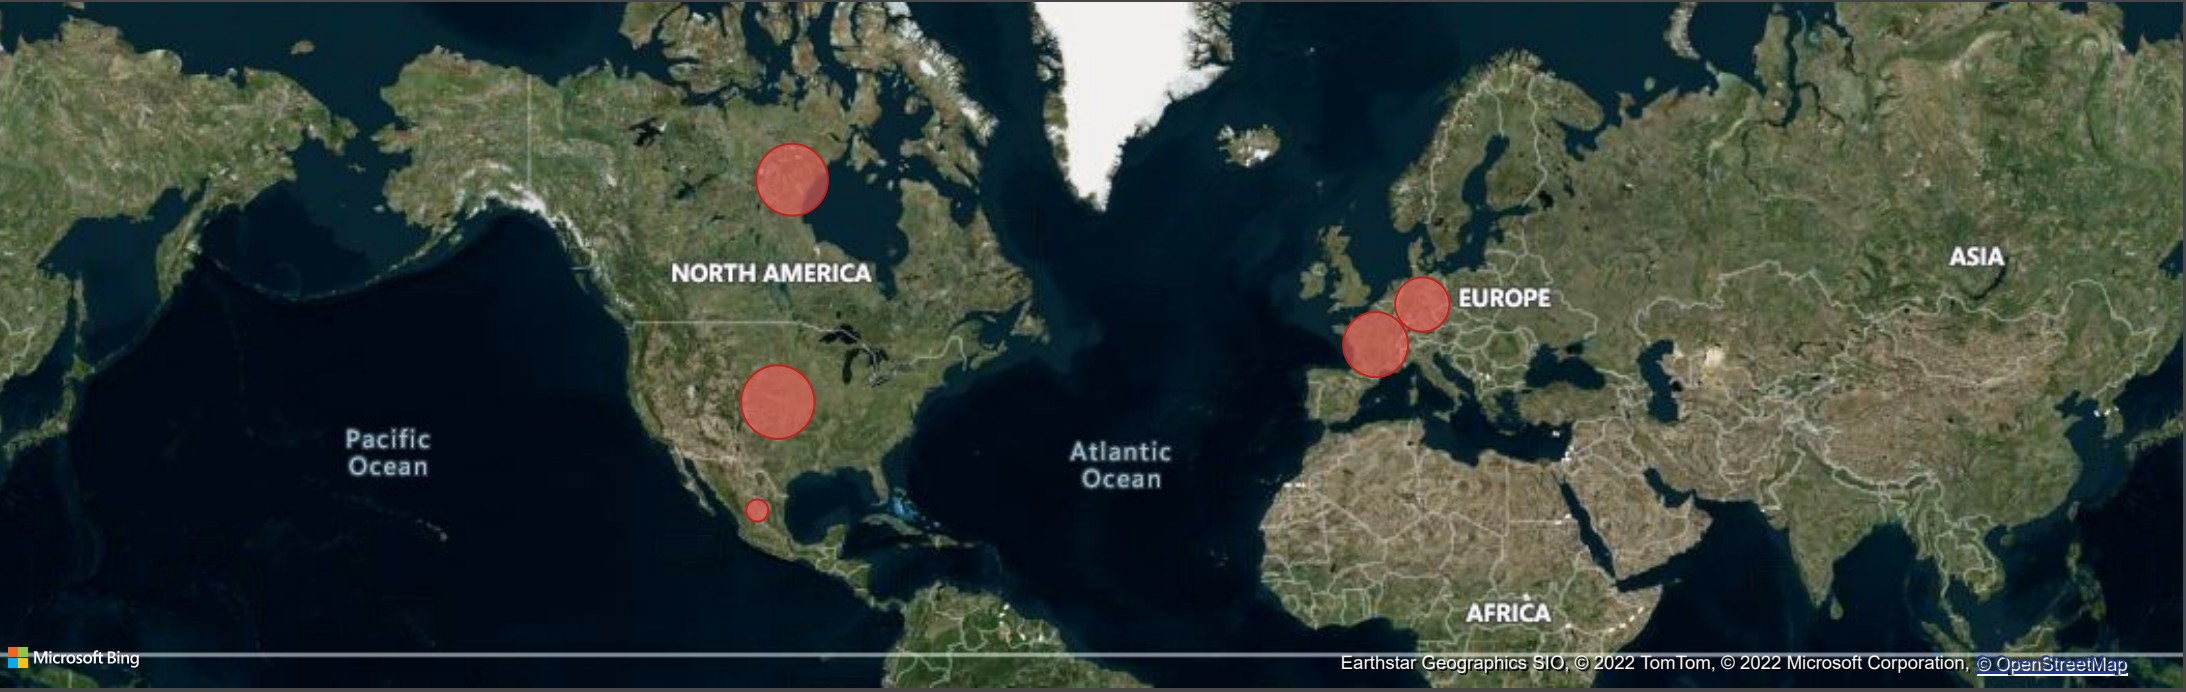 ASIA
NORTH AMERICA
EUROPE
Pacific
Ocean
Atlantic
Ocean
AFRICA
Microsoft Bing
Earthstar Geographics SIO, © 2022 TomTom, © 2022 Microsoft Corporation, © OpenStreetMap